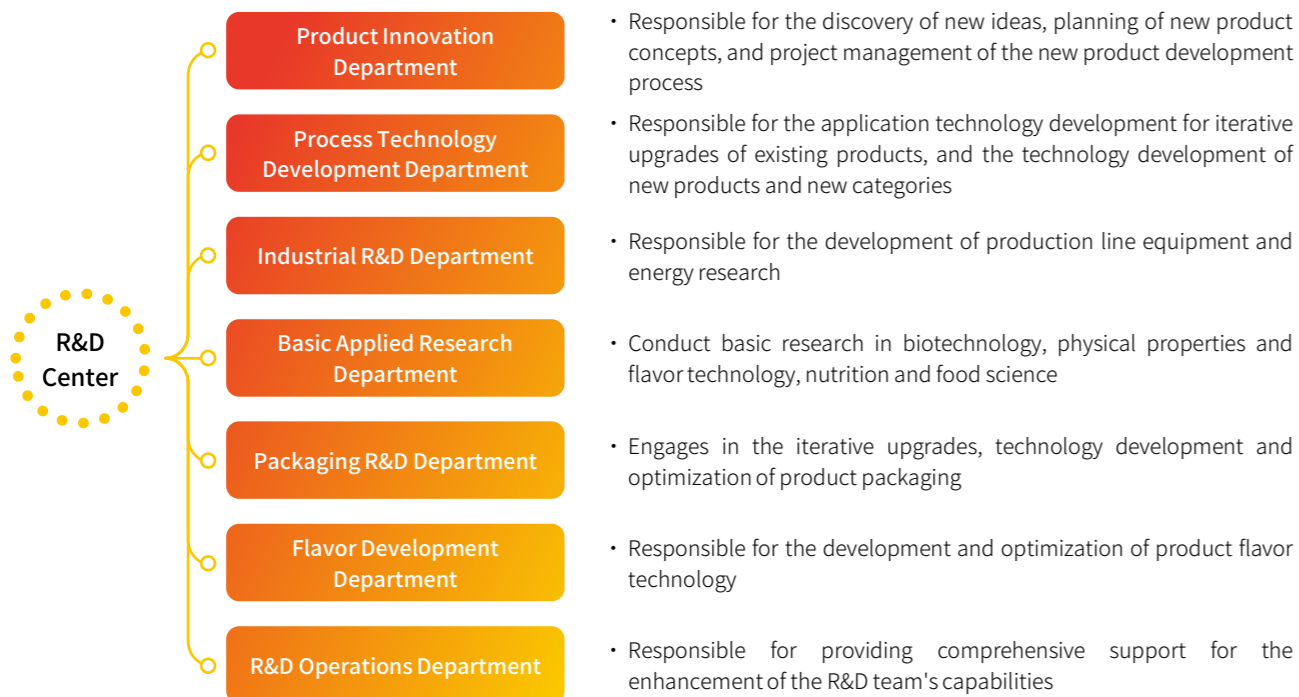 R&D
Center
Product Innovation
Department
• Responsible for the discovery of new ideas, planning of new product
concepts, and project management of the new product development
process
Process Technology
Development Department
• Responsible for the application technology development for iterative
upgrades of existing products, and the technology development of
new products and new categories
Industrial R&D Department
• Responsible for the development of production line equipment and
energy research
Basic Applied Research
Department
• Conduct basic research in biotechnology, physical properties and
flavor technology, nutrition and food science
Packaging R&D Department
• Engages in the iterative upgrades, technology development and
optimization of product packaging
Flavor Development
Department
• Responsible for the development and optimization of product flavor
technology
R&D Operations Department
• Responsible for providing comprehensive support for the
enhancement of the R&D team's capabilities